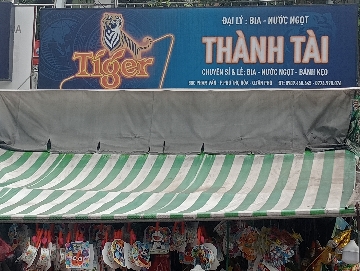 Tiger
ĐẠI LÝ : BIA - NƯỚC NGỌT
THÀNH TÀI
CHUYÊN SỈ & LẺ : BIA - NƯỚC NGỌT - BÁNH KẸO